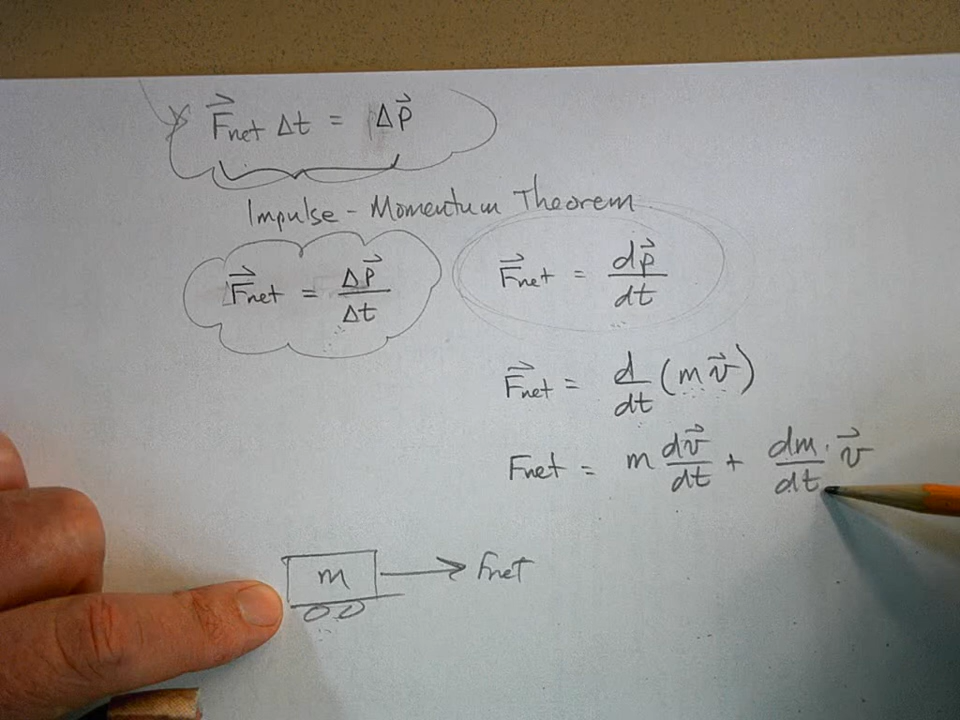 F⃗net Δt = Δp⃗
Impulse - Momentum Theorem
F⃗net = Δp⃗/Δt
F⃗net = dp⃗/dt
F⃗net = d/dt (m v⃗)
Fnet = m dv⃗/dt + dm/dt · v⃗
m → Fnet